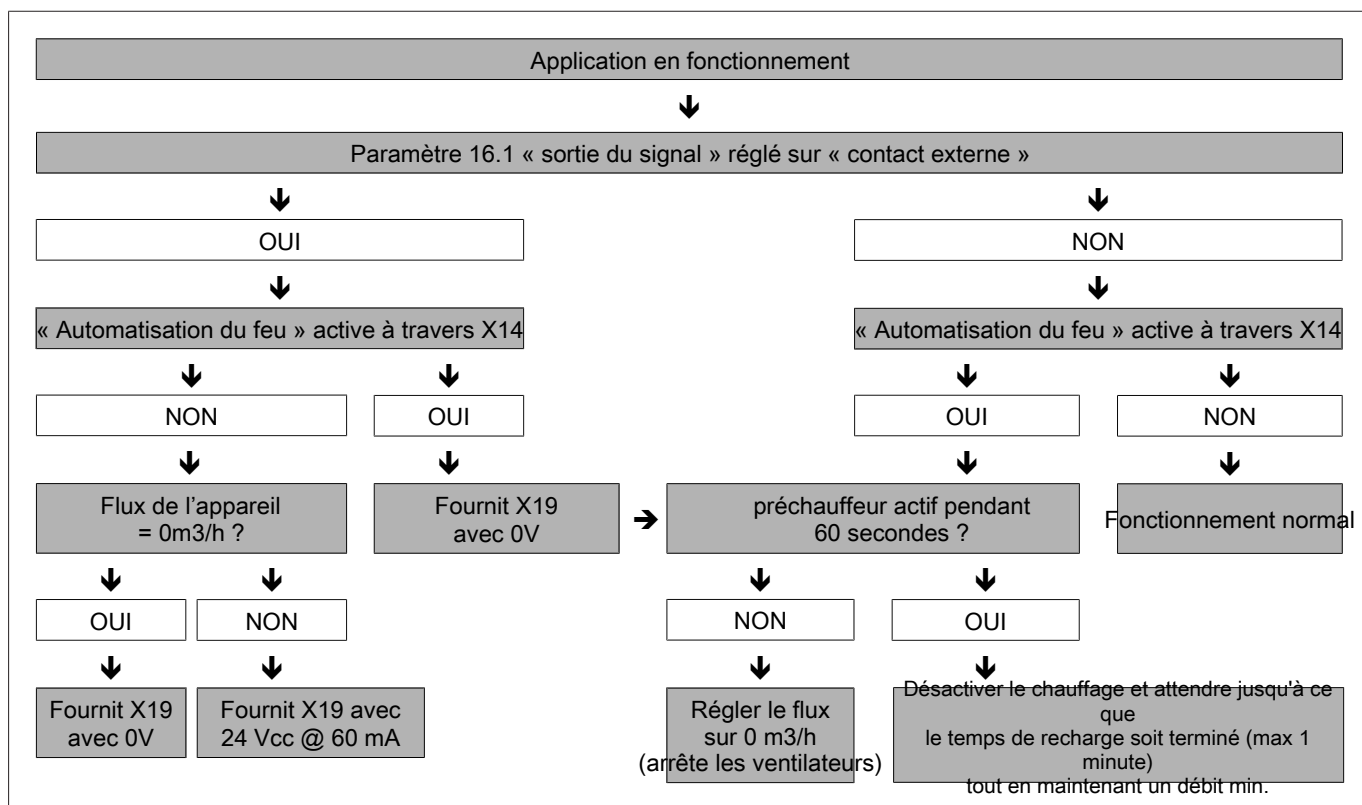 Application en fonctionnement
Paramètre 16.1 « sortie du signal » réglé sur « contact externe »
OUI
NON
« Automatisation du feu » active à travers X14
« Automatisation du feu » active à travers X14
NON
OUI
OUI
NON
Flux de l’appareil
= 0m3/h ?
Fournit X19
avec 0V
préchauffeur actif pendant
60 secondes ?
Fonctionnement normal
OUI
NON
NON
OUI
Fournit X19
avec 0V
Fournit X19 avec
24 Vcc @ 60 mA
Régler le flux
sur 0 m3/h
(arrête les ventilateurs)
Désactiver le chauffage et attendre jusqu'à ce
que
le temps de recharge soit terminé (max 1
minute)
tout en maintenant un débit min.